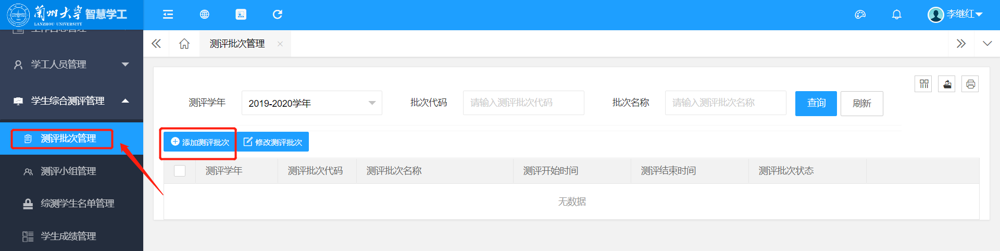 兰州大学 智慧学工
LANZHOU UNIVERSITY
李继红
学工人员管理
学生综合测评管理
测评批次管理
测评小组管理
综测学生名单管理
学生成绩管理
测评批次管理
测评学年 2019-2020学年 批次代码 请输入测评批次代码 批次名称 请输入测评批次名称 查询 刷新
添加测评批次 修改测评批次
测评学年 测评批次代码 测评批次名称 测评开始时间 测评结束时间 测评批次状态
无数据